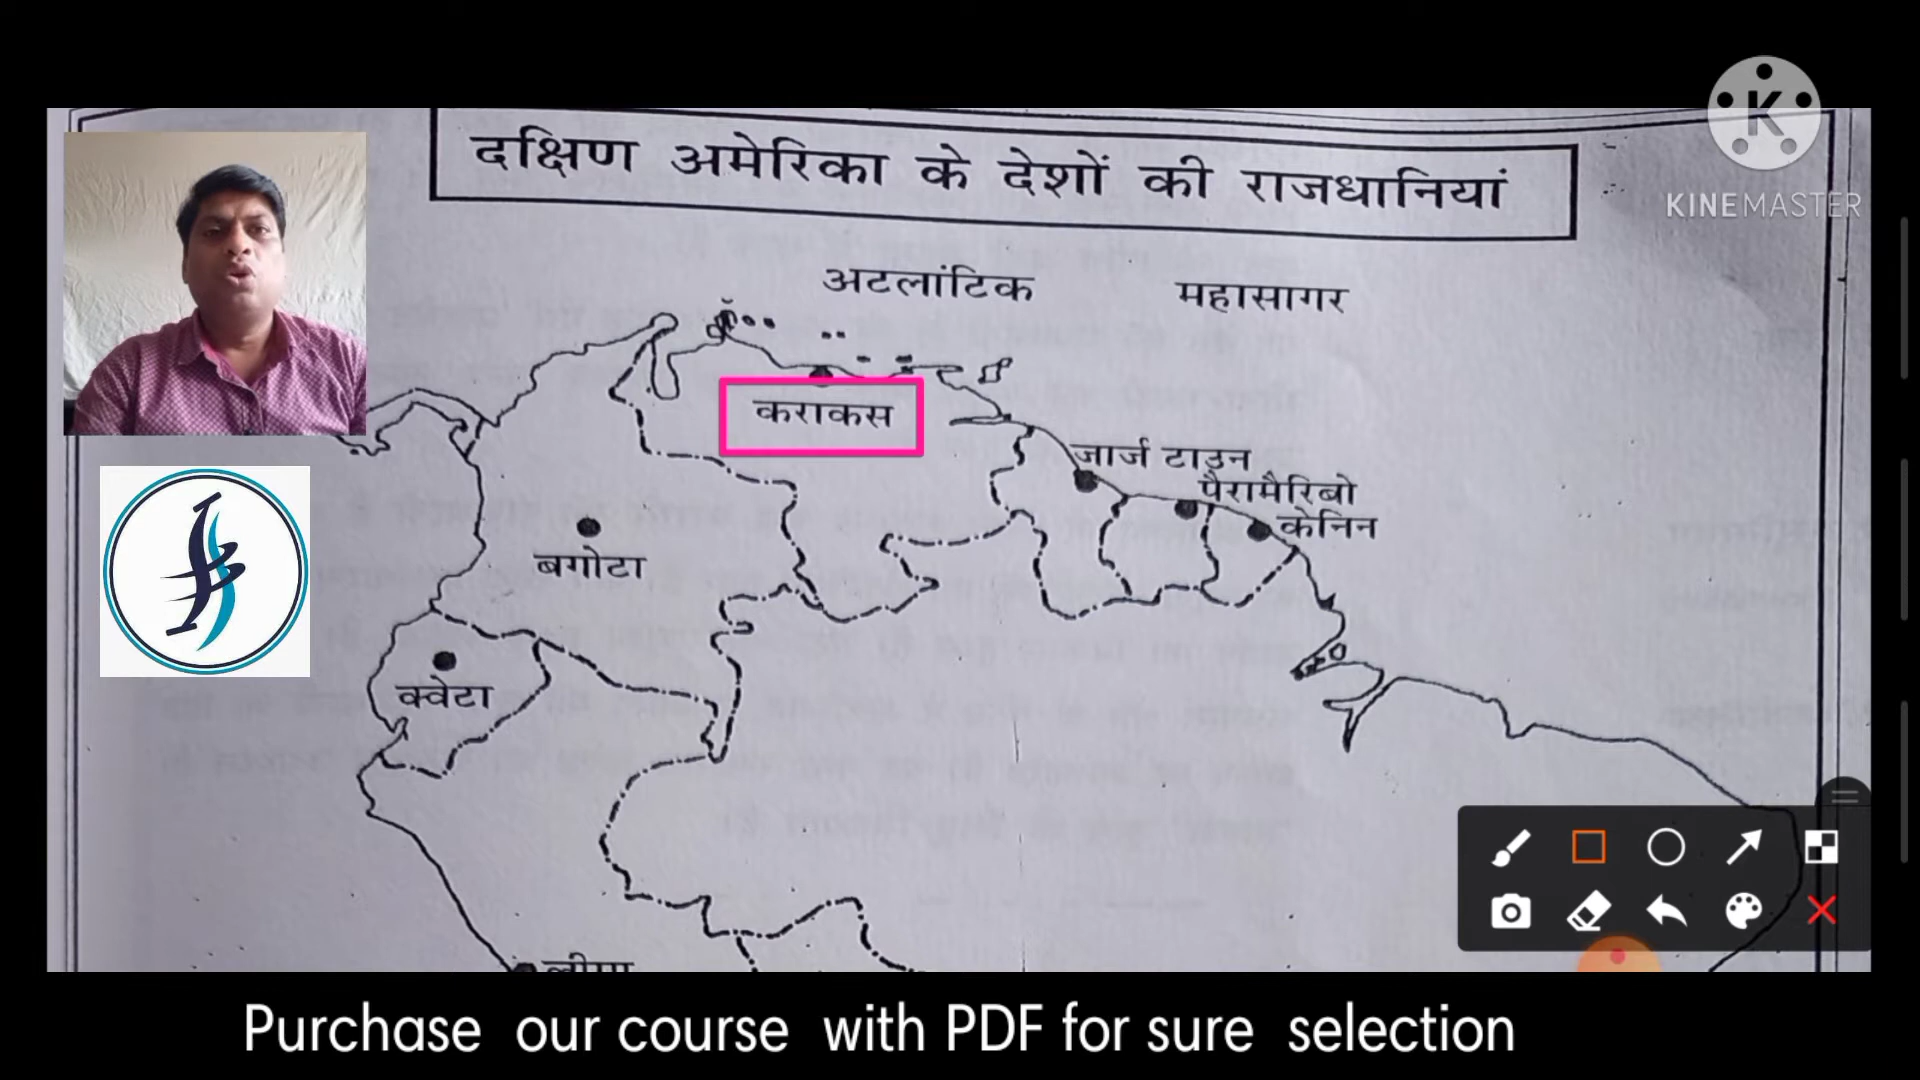 दक्षिण अमेरिका के देशों की राजधानियां
K
KINEMASTER
अटलांटिक महासागर
कराकस
जार्ज टाउन
पैरामैरिबो
केनिन
बगोटा
क्वेटा
लीमा
Purchase our course with PDF for sure selection